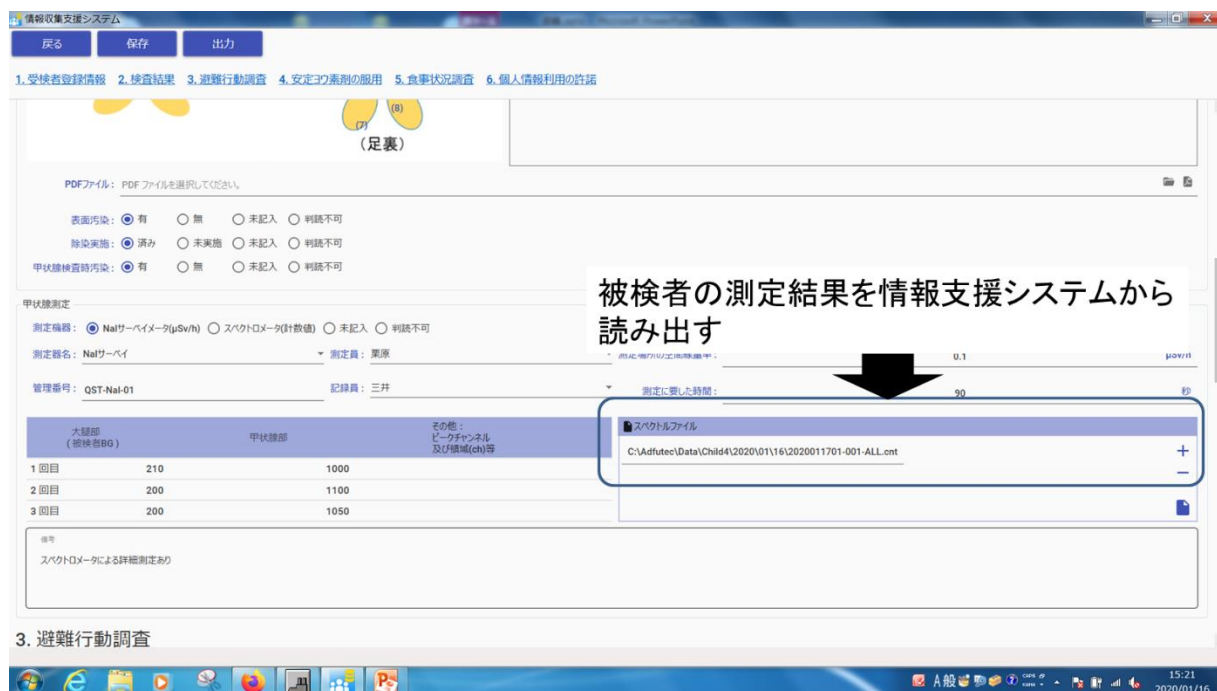 情報収集支援システム
戻る 保存 出力
1. 受検者登録情報 2. 検査結果 3. 避難行動調査 4. 安定ヨウ素剤の服用 5. 食事状況調査 6. 個人情報利用の許諾
(8)
(7)
（足裏）
PDFファイル： PDF ファイルを選択してください。
表面汚染： 有 無 未記入 判読不可
除染実施： 済み 未実施 未記入 判読不可
甲状腺検査時汚染： 有 無 未記入 判読不可
被検者の測定結果を情報支援システムから
読み出す
甲状腺測定
測定機器： NaIサーベイメータ(μSv/h) スペクトロメータ(計数値) 未記入 判読不可
測定器名： NaIサーベイ 測定員： 栗原 測定場所の空間線量率： 0.1 μSv/h
管理番号： QST-NaI-01 記録員： 三井 測定に要した時間： 90 秒
大腿部
（被検者BG）
甲状腺部
その他：
ピークチャンネル
及び領域(ch)等
スペクトルファイル
C:\Adfutec\Data\Child4\2020\01\16\2020011701-001-ALL.cnt
1 回目 210 1000
2 回目 200 1100
3 回目 200 1050
備考
スペクトロメータによる詳細測定あり
3. 避難行動調査
A 般
15:21
2020/01/16